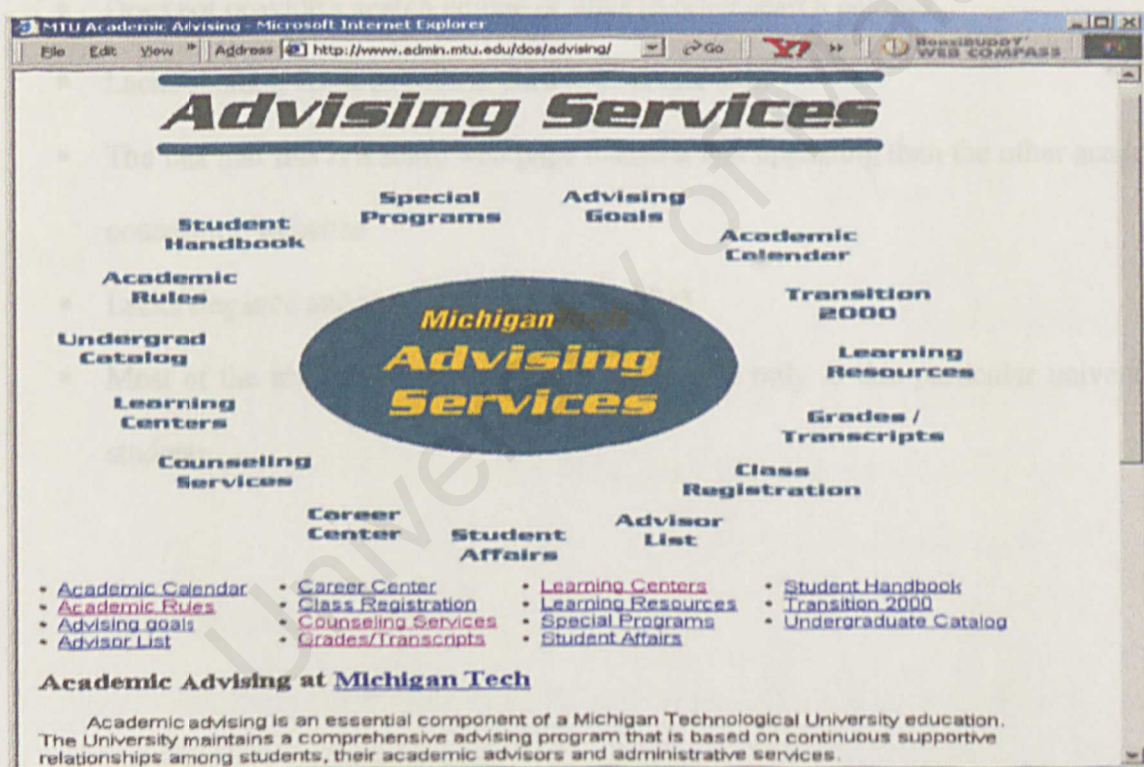 MTU Academic Advising - Microsoft Internet Explorer
File Edit View » Address http://www.admin.mtu.edu/dos/advising/ Go Y! » BonziBUDDY' WEB COMPASS
Advising Services
Special Programs
Advising Goals
Student Handbook
Academic Calendar
Academic Rules
Transition 2000
Undergrad Catalog
Learning Resources
Learning Centers
Grades / Transcripts
Counseling Services
Class Registration
Career Center
Student Affairs
Advisor List
Michigan Tech
Advising
Services
• Academic Calendar • Career Center • Learning Centers • Student Handbook
• Academic Rules • Class Registration • Learning Resources • Transition 2000
• Advising goals • Counseling Services • Special Programs • Undergraduate Catalog
• Advisor List • Grades/Transcripts • Student Affairs
Academic Advising at Michigan Tech
Academic advising is an essential component of a Michigan Technological University education.
The University maintains a comprehensive advising program that is based on continuous supportive
relationships among students, their academic advisors and administrative services.
University of